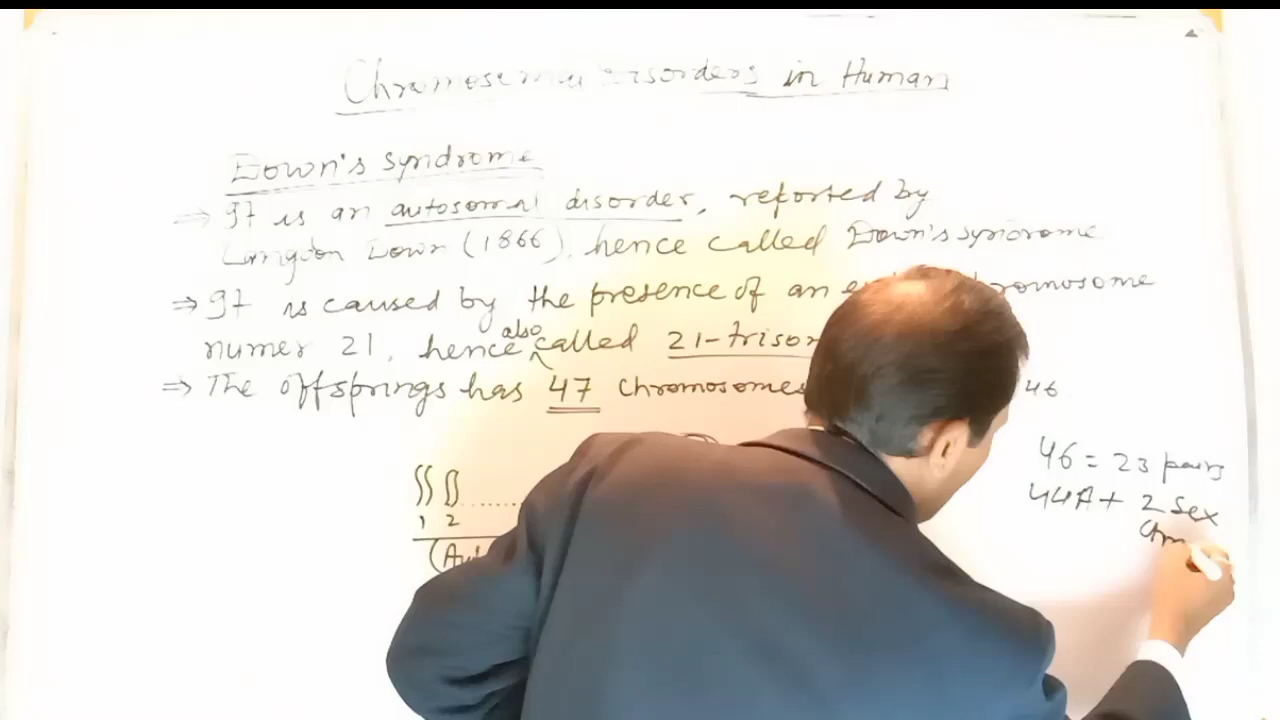 Chromosomal Disorders in Human
Down's syndrome
⇒ It is an autosomal disorder, reported by
Langdon Down (1866), hence called Down's syndrome
⇒ It is caused by the presence of an chromosome
numer 21, hence also called 21-trisom
⇒ The offsprings has 47 chromosomes 46
46 = 23 pairs
44A + 2 Sex
1 2